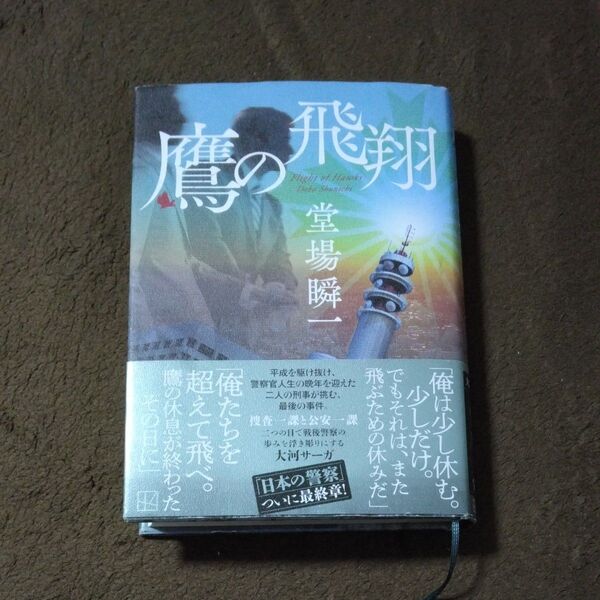 鷹の飛翔
Flight of Hawks
Doba Shunichi
堂場瞬一
「俺は少し休む。
少しだけ。
でもそれは、また
飛ぶための休みだ」
平成を駆け抜け、
警察官人生の晩年を迎えた
二人の刑事が挑む、
最後の事件。
捜査一課と公安一課
二つの目で戦後警察の
歩みを浮き彫りにする
大河サーガ
「日本の警察」
ついに最終章!
「俺たちを
超えて飛べ。
鷹の休息が終わった
その日に」